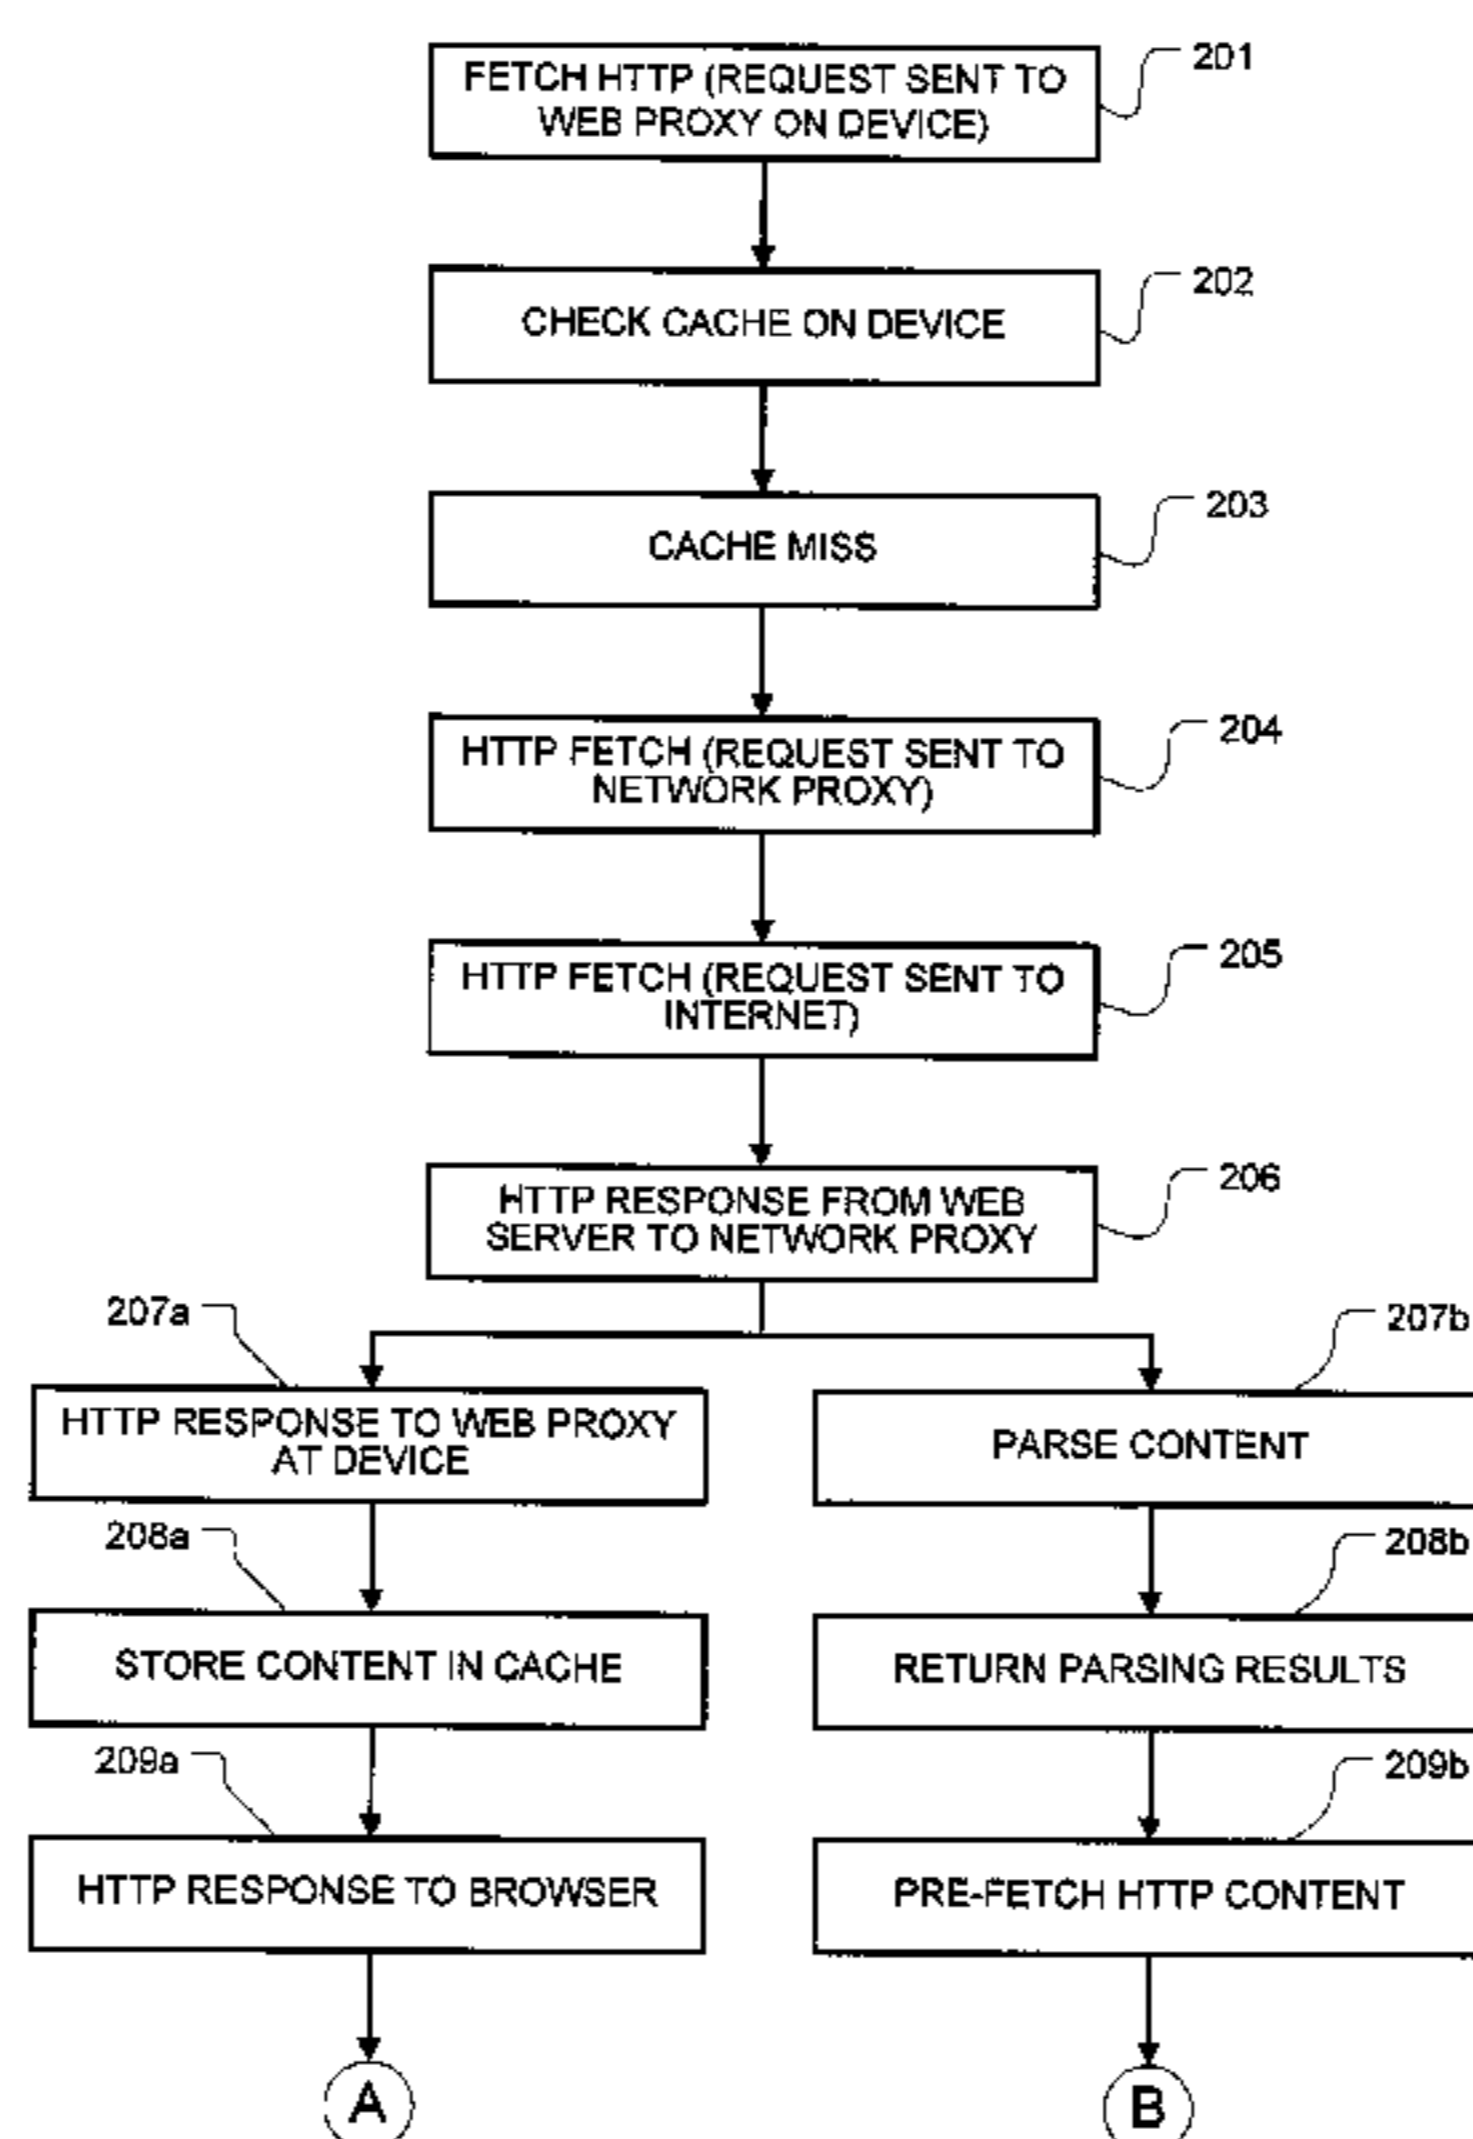 FETCH HTTP (REQUEST SENT TO
WEB PROXY ON DEVICE)
201
CHECK CACHE ON DEVICE
202
CACHE MISS
203
HTTP FETCH (REQUEST SENT TO
NETWORK PROXY)
204
HTTP FETCH (REQUEST SENT TO
INTERNET)
205
HTTP RESPONSE FROM WEB
SERVER TO NETWORK PROXY
206
207a
HTTP RESPONSE TO WEB PROXY
AT DEVICE
207b
PARSE CONTENT
208a
STORE CONTENT IN CACHE
208b
RETURN PARSING RESULTS
209a
HTTP RESPONSE TO BROWSER
209b
PRE-FETCH HTTP CONTENT
A
B